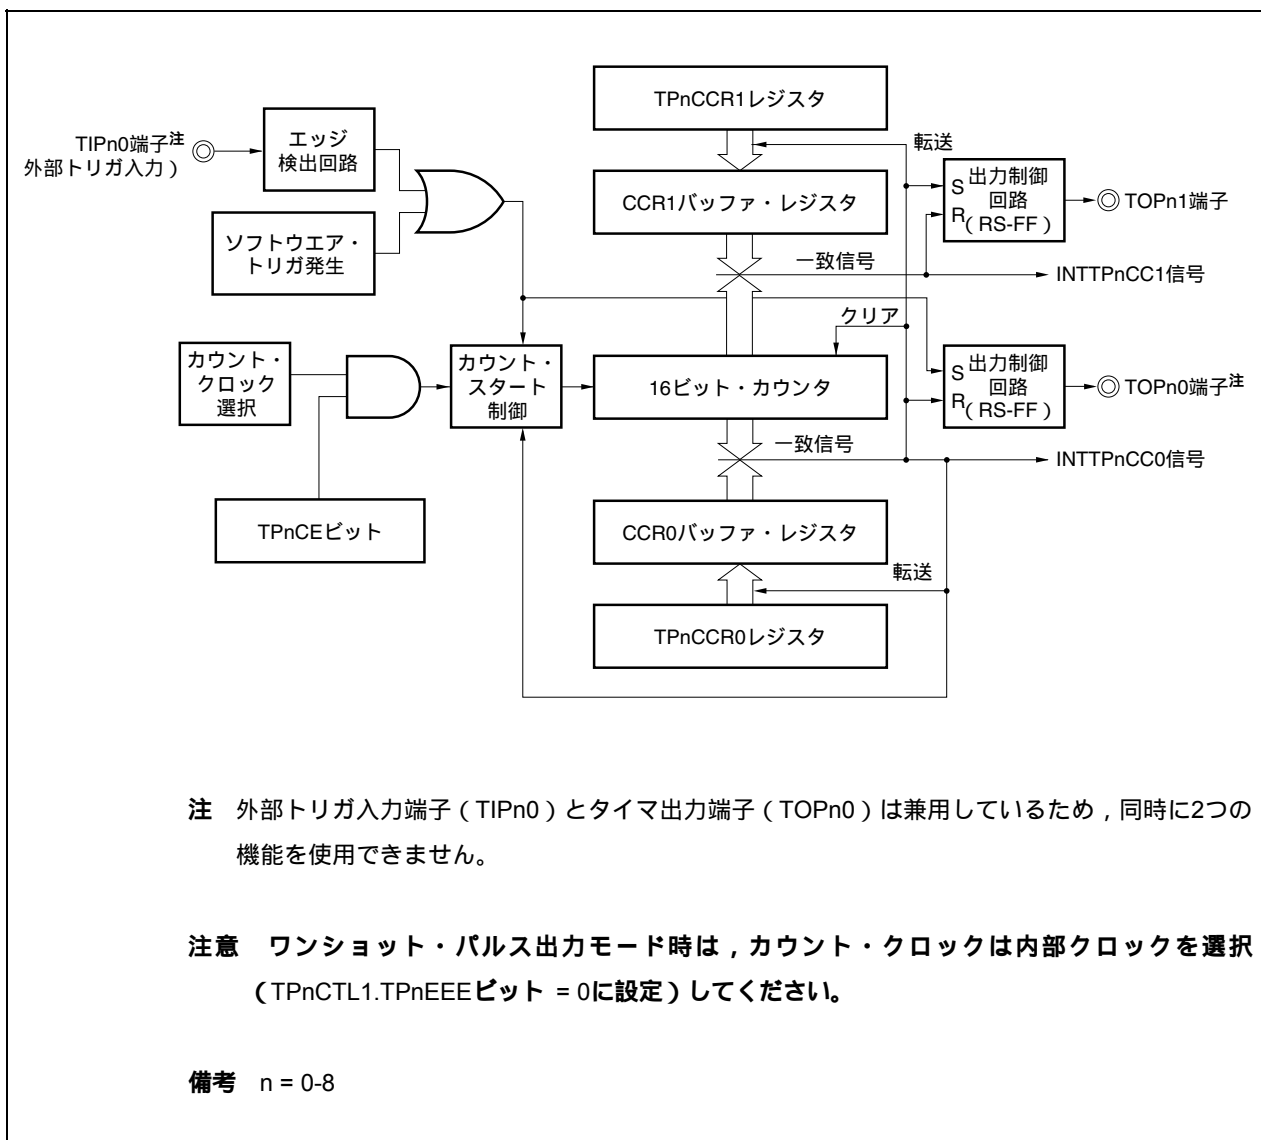 TPnCCR1レジスタ
TIPn0端子注
外部トリガ入力）
エッジ
検出回路
転送
CCR1バッファ・レジスタ
S
R
出力制御
回路
（RS-FF）
TOPn1端子
ソフトウエア・
トリガ発生
一致信号
INTTPnCC1信号
クリア
カウント・
クロック
選択
カウント・
スタート
制御
16ビット・カウンタ
S
R
出力制御
回路
（RS-FF）
TOPn0端子注
一致信号
INTTPnCC0信号
TPnCEビット
CCR0バッファ・レジスタ
転送
TPnCCR0レジスタ
注　外部トリガ入力端子（TIPn0）とタイマ出力端子（TOPn0）は兼用しているため，同時に2つの
機能を使用できません。
注意　ワンショット・パルス出力モード時は，カウント・クロックは内部クロックを選択
（TPnCTL1.TPnEEEビット = 0に設定）してください。
備考　n = 0-8